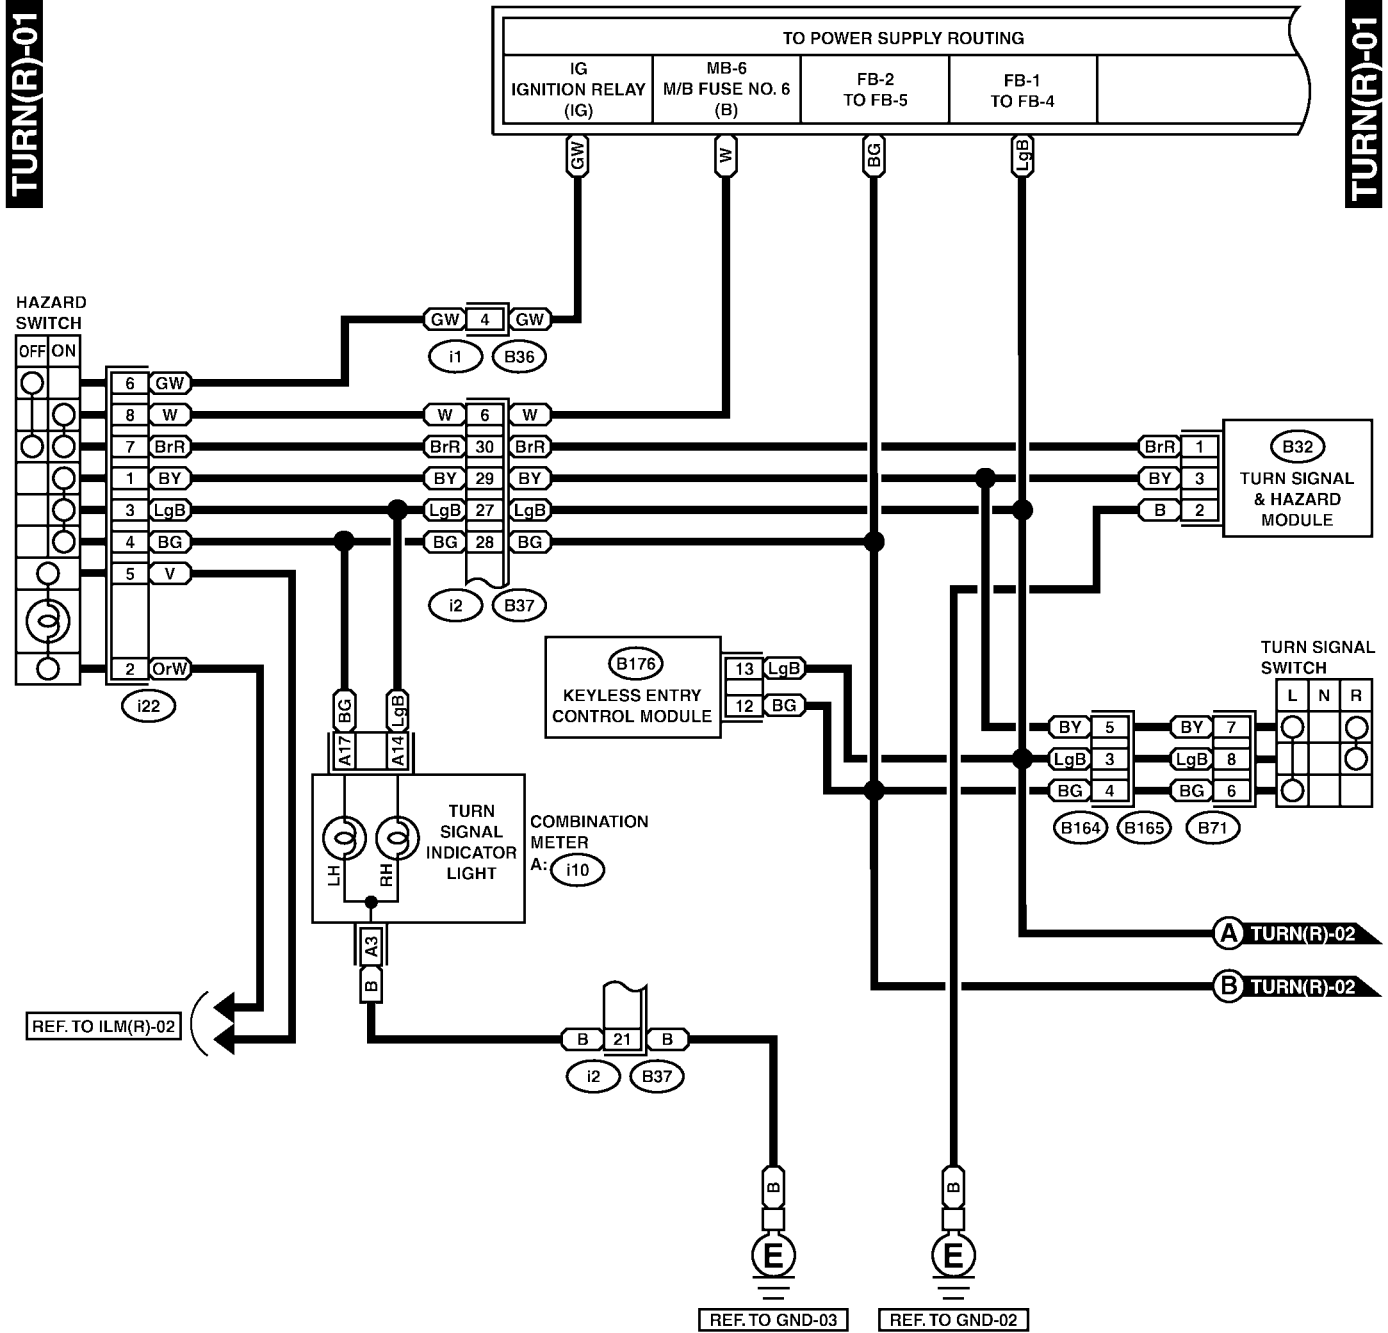 TURN(R)-01
TURN(R)-01
TO POWER SUPPLY ROUTING
IG
IGNITION RELAY
(IG)
MB-6
M/B FUSE NO. 6
(B)
FB-2
TO FB-5
FB-1
TO FB-4
GW
W
BG
LgB
HAZARD
SWITCH
OFF ON
GW 4 GW
i1 B36
6 GW
8 W W 6 W
7 BrR BrR 30 BrR BrR 1
1 BY BY 29 BY BY 3
3 LgB LgB 27 LgB B 2
4 BG BG 28 BG
5 V
i2 B37
2 OrW
i22
B32
TURN SIGNAL
& HAZARD
MODULE
B176
KEYLESS ENTRY
CONTROL MODULE
13 LgB
12 BG
TURN SIGNAL
SWITCH
L N R
BY 5 BY 7
LgB 3 LgB 8
BG 4 BG 6
B164 B165 B71
BG LgB
A17 A14
TURN
SIGNAL
INDICATOR
LIGHT
LH RH
COMBINATION
METER
A: i10
A3
B
A TURN(R)-02
B TURN(R)-02
REF. TO ILM(R)-02
B 21 B
i2 B37
B B
E E
REF. TO GND-03 REF. TO GND-02